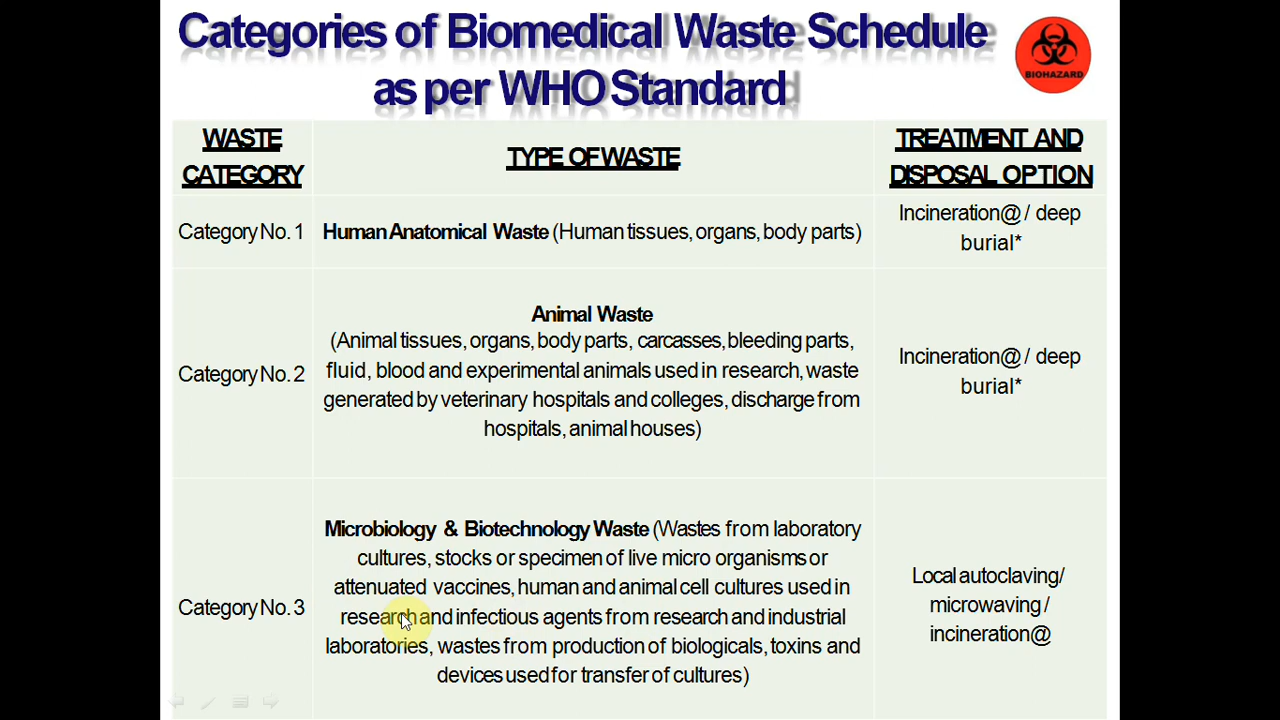 Categories of Biomedical Waste Schedule
as per WHO Standard
BIOHAZARD
WASTE
CATEGORY
TYPE OF WASTE
TREATMENT AND
DISPOSAL OPTION
Category No. 1
Human Anatomical Waste (Human tissues, organs, body parts)
Incineration@ / deep
burial*
Category No. 2
Animal Waste
(Animal tissues, organs, body parts, carcasses, bleeding parts,
fluid, blood and experimental animals used in research, waste
generated by veterinary hospitals and colleges, discharge from
hospitals, animal houses)
Incineration@ / deep
burial*
Category No. 3
Microbiology & Biotechnology Waste (Wastes from laboratory
cultures, stocks or specimen of live micro organisms or
attenuated vaccines, human and animal cell cultures used in
research and infectious agents from research and industrial
laboratories, wastes from production of biologicals, toxins and
devices used for transfer of cultures)
Local autoclaving/
microwaving /
incineration@